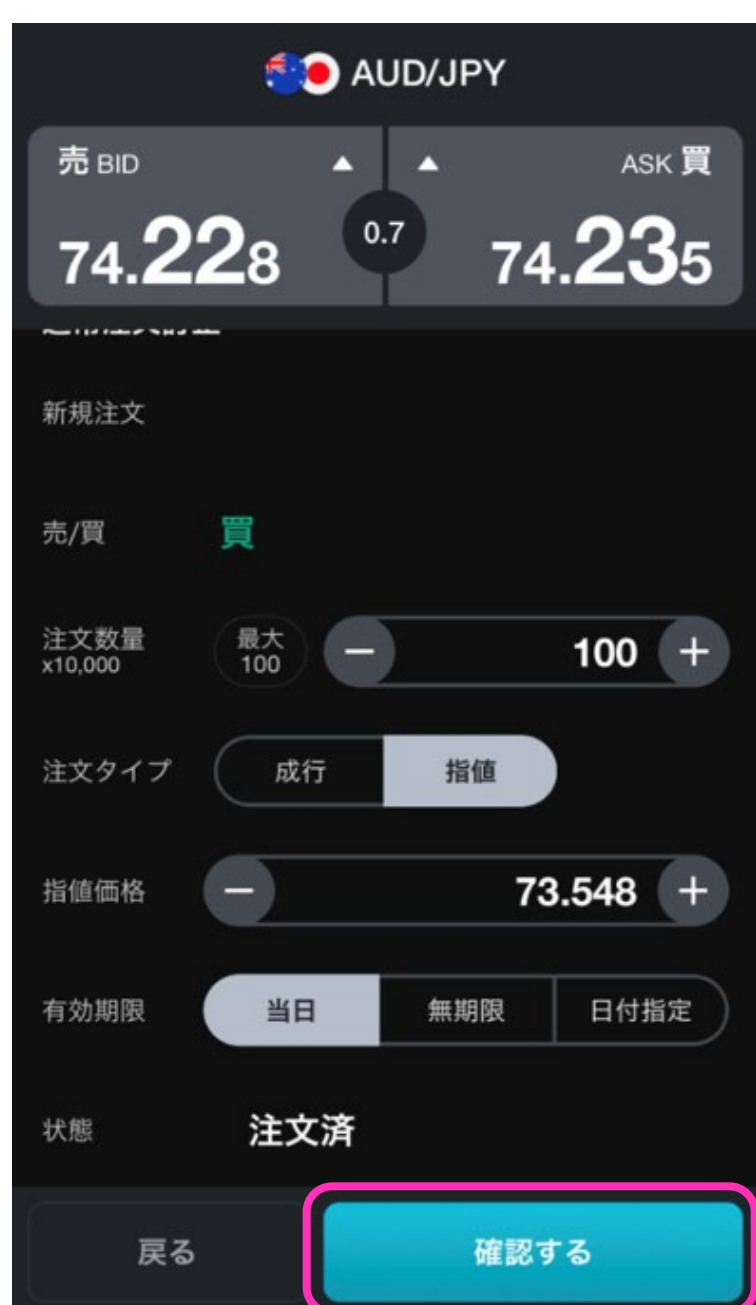 AUD/JPY
売 BID
ASK 買
74.228
0.7
74.235
新規注文
売/買 買
注文数量
x10,000
最大
100
− 100 +
注文タイプ 成行 指値
指値価格 − 73.548 +
有効期限 当日 無期限 日付指定
状態 注文済
戻る 確認する